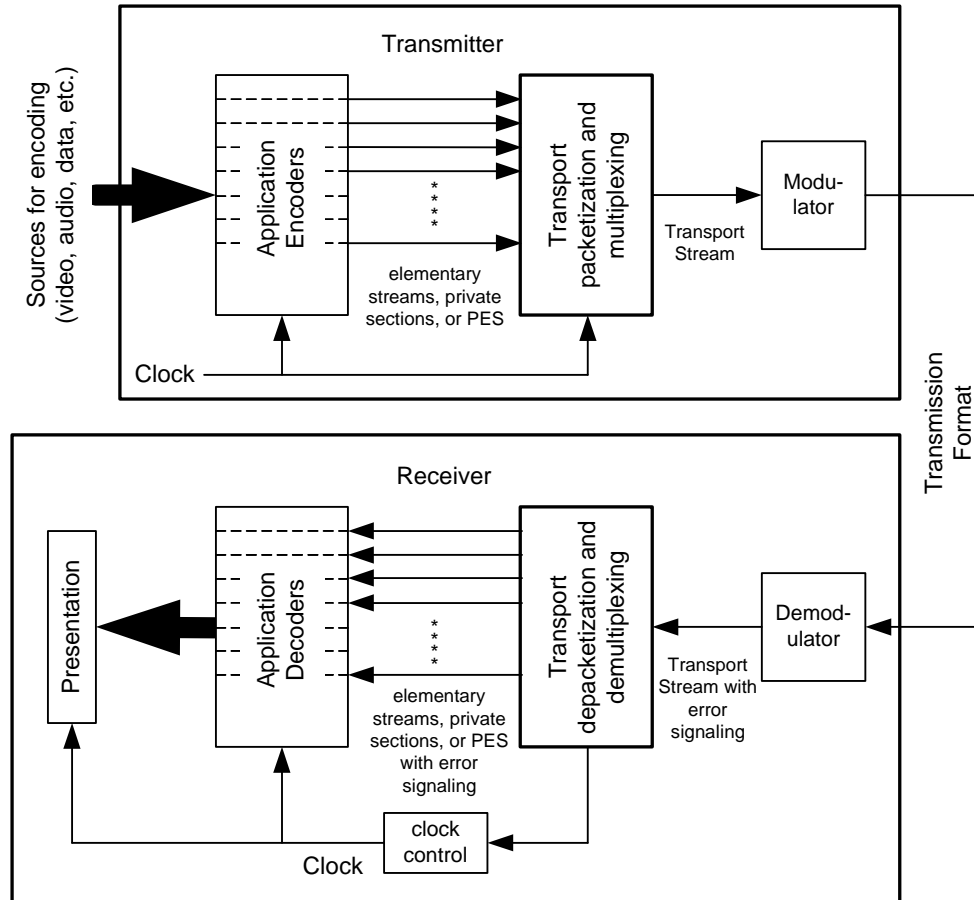 Transmitter
Sources for encoding
(video, audio, data, etc.)
Application
Encoders
* * * *
elementary
streams, private
sections, or PES
Transport
packetization and
multiplexing
Transport
Stream
Modu-
lator
Clock
Transmission
Format
Receiver
Presentation
Application
Decoders
* * * *
elementary
streams, private
sections, or PES
with error
signaling
Transport
depacketization and
demultiplexing
Transport
Stream with
error
signaling
Demod-
ulator
clock
control
Clock